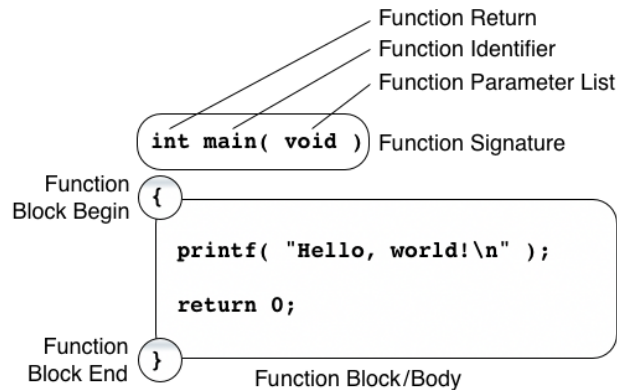 Function Return
Function Identifier
Function Parameter List
int main( void ) Function Signature
Function
Block Begin
{
printf( "Hello, world!\n" );
return 0;
Function
Block End
}
Function Block/Body